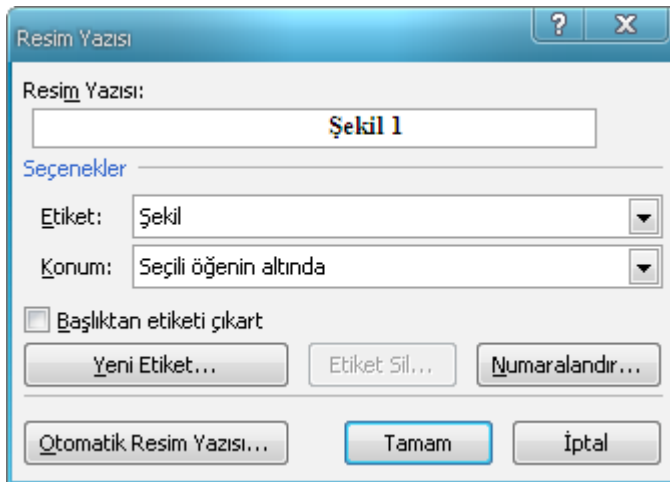 Resim Yazısı
Resim Yazısı:
Şekil 1
Seçenekler
Etiket: Şekil
Konum: Seçili öğenin altında
Başlıktan etiketi çıkart
Yeni Etiket... Etiket Sil... Numaralandır...
Otomatik Resim Yazısı... Tamam İptal